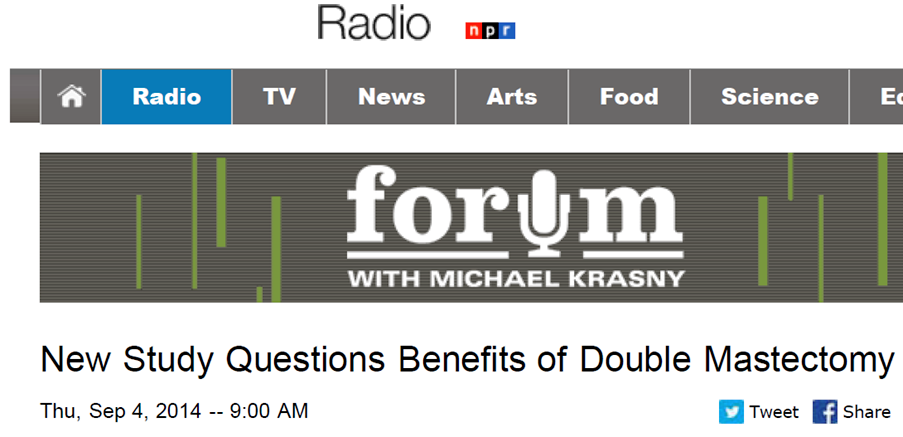 Radio npr
Radio TV News Arts Food Science
forum
WITH MICHAEL KRASNY
New Study Questions Benefits of Double Mastectomy
Thu, Sep 4, 2014 -- 9:00 AM Tweet Share